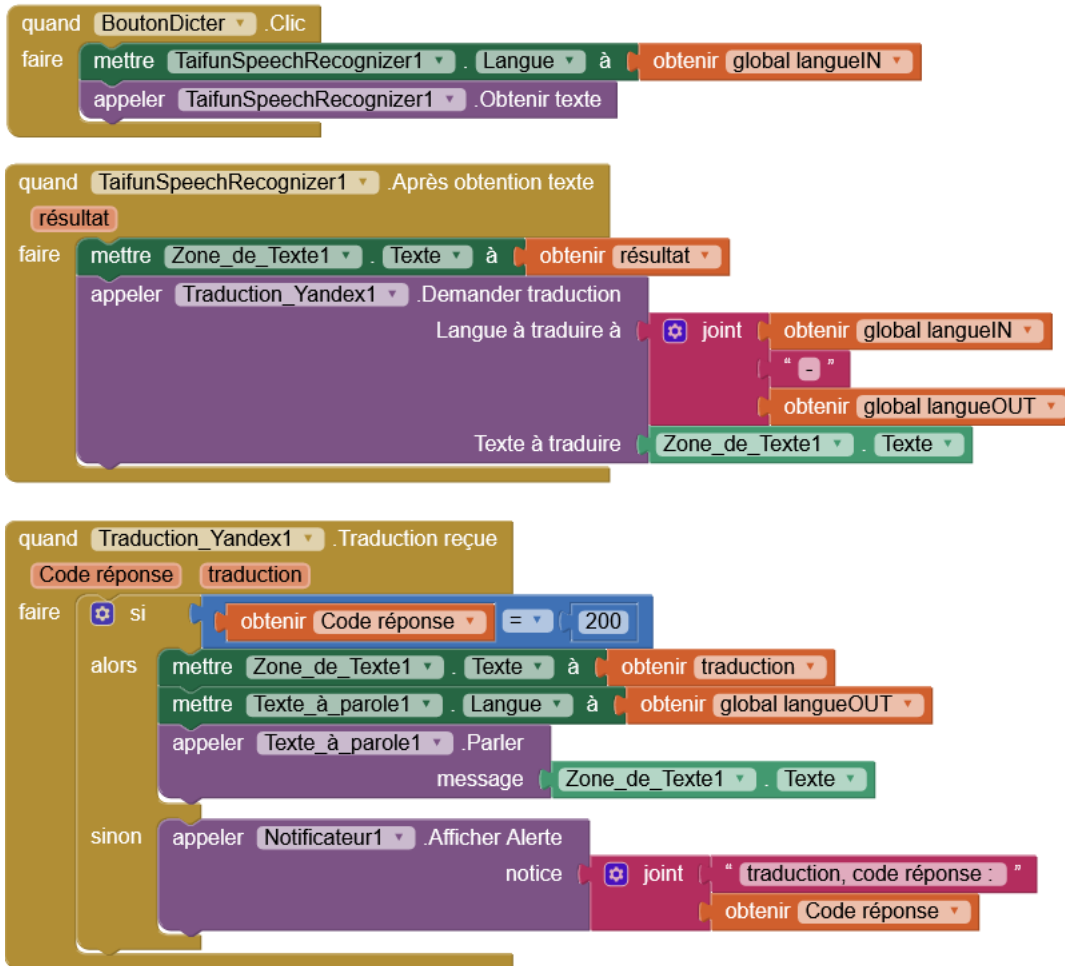 quand BoutonDicter .Clic
faire mettre TaifunSpeechRecognizer1 . Langue à obtenir global langueIN
appeler TaifunSpeechRecognizer1 .Obtenir texte
quand TaifunSpeechRecognizer1 .Après obtention texte
résultat
faire mettre Zone_de_Texte1 . Texte à obtenir résultat
appeler Traduction_Yandex1 .Demander traduction
Langue à traduire à joint obtenir global langueIN
“ - ”
obtenir global langueOUT
Texte à traduire Zone_de_Texte1 . Texte
quand Traduction_Yandex1 .Traduction reçue
Code réponse traduction
faire si obtenir Code réponse = 200
alors mettre Zone_de_Texte1 . Texte à obtenir traduction
mettre Texte_à_parole1 . Langue à obtenir global langueOUT
appeler Texte_à_parole1 .Parler
message Zone_de_Texte1 . Texte
sinon appeler Notificateur1 .Afficher Alerte
notice joint “ traduction, code réponse : ”
obtenir Code réponse